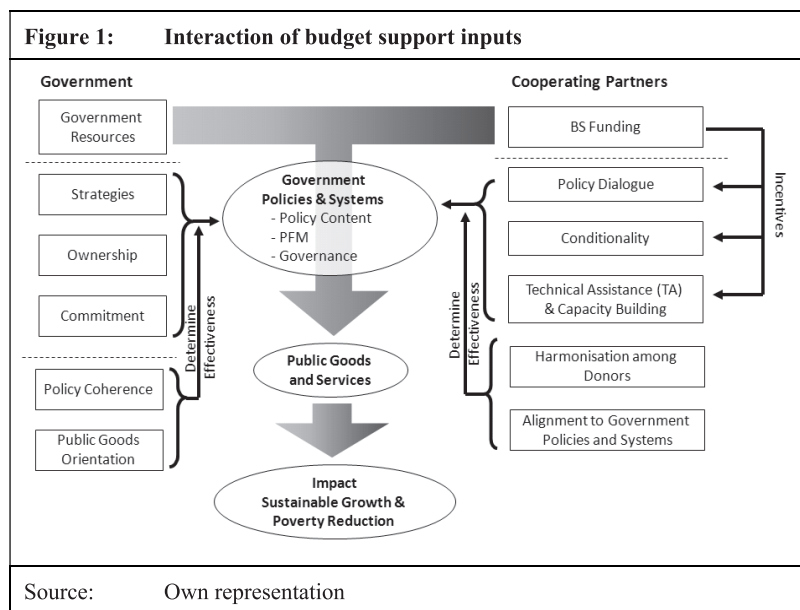 Figure 1: Interaction of budget support inputs
Government
Government
Resources
Strategies
Ownership
Commitment
Policy Coherence
Public Goods
Orientation
Determine
Effectiveness
Government
Policies & Systems
- Policy Content
- PFM
- Governance
Public Goods
and Services
Impact
Sustainable Growth &
Poverty Reduction
Cooperating Partners
BS Funding
Policy Dialogue
Conditionality
Technical Assistance (TA)
& Capacity Building
Harmonisation among
Donors
Alignment to Government
Policies and Systems
Determine
Effectiveness
Incentives
Source: Own representation